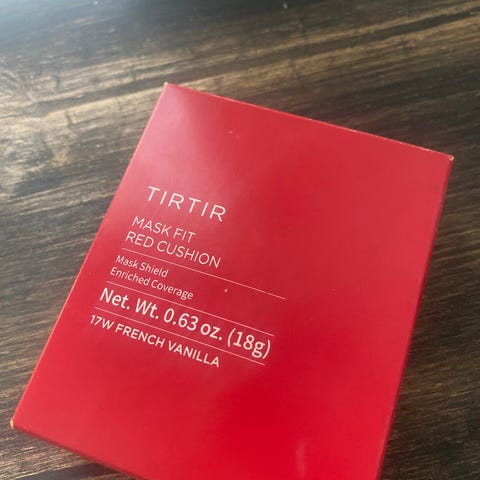 TIRTIR
MASK FIT
RED CUSHION
Mask Shield
Enriched Coverage
Net. Wt. 0.63 oz. (18g)
17W FRENCH VANILLA